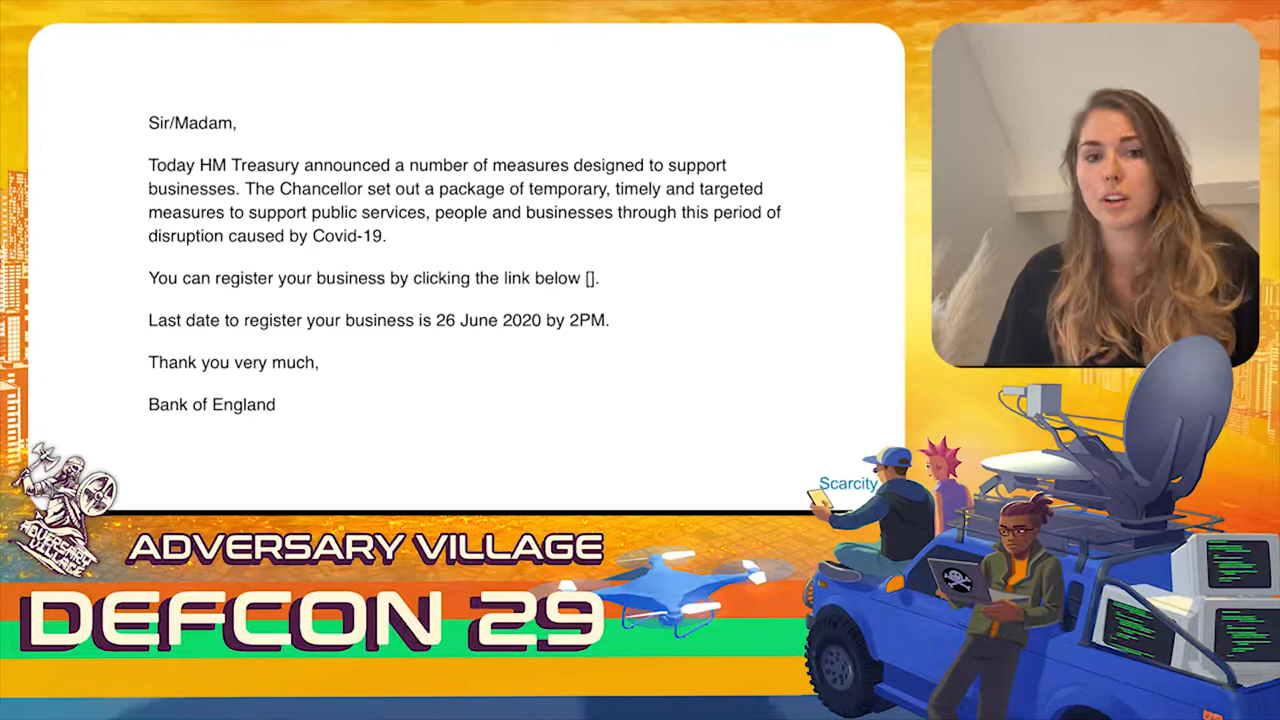 Sir/Madam,
Today HM Treasury announced a number of measures designed to support
businesses. The Chancellor set out a package of temporary, timely and targeted
measures to support public services, people and businesses through this period of
disruption caused by Covid-19.
You can register your business by clicking the link below [].
Last date to register your business is 26 June 2020 by 2PM.
Thank you very much,
Bank of England
Scarcity
ADVERSARY
VILLAGE
ADVERSARY VILLAGE
DEFCON 29